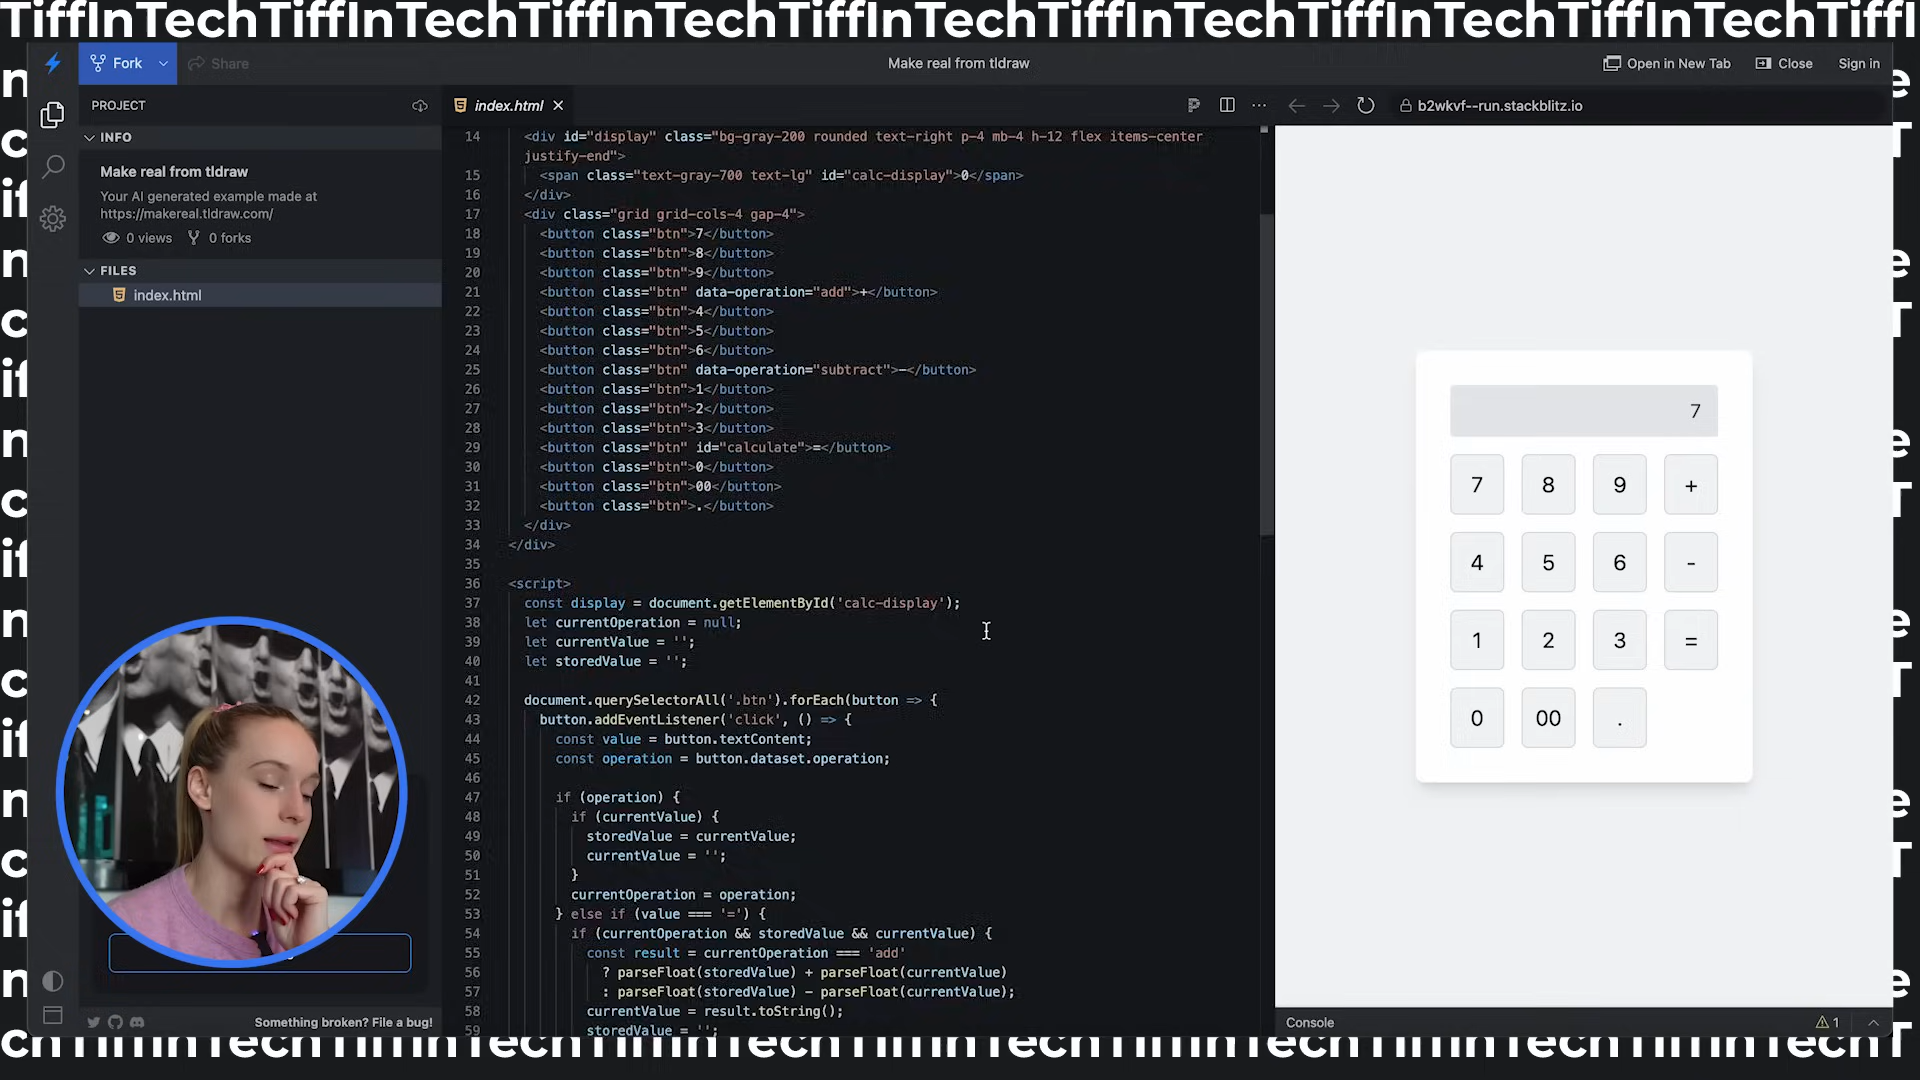 TiffInTechTiffInTechTiffInTechTiffInTechTiffInTechTiffI
Fork
Share
Make real from tldraw
Open in New Tab
Close
Sign in
PROJECT
index.html
b2wkvf--run.stackblitz.io
INFO
Make real from tldraw
Your AI generated example made at
https://makereal.tldraw.com/
0 views 0 forks
FILES
index.html
14 <div id="display" class="bg-gray-200 rounded text-right p-4 mb-4 h-12 flex items-center
justify-end">
15 <span class="text-gray-700 text-lg" id="calc-display">0</span>
16 </div>
17 <div class="grid grid-cols-4 gap-4">
18 <button class="btn">7</button>
19 <button class="btn">8</button>
20 <button class="btn">9</button>
21 <button class="btn" data-operation="add">+</button>
22 <button class="btn">4</button>
23 <button class="btn">5</button>
24 <button class="btn">6</button>
25 <button class="btn" data-operation="subtract">-</button>
26 <button class="btn">1</button>
27 <button class="btn">2</button>
28 <button class="btn">3</button>
29 <button class="btn" id="calculate">=</button>
30 <button class="btn">0</button>
31 <button class="btn">00</button>
32 <button class="btn">.</button>
33 </div>
34 </div>
35
36 <script>
37 const display = document.getElementById('calc-display');
38 let currentOperation = null;
39 let currentValue = '';
40 let storedValue = '';
41
42 document.querySelectorAll('.btn').forEach(button => {
43 button.addEventListener('click', () => {
44 const value = button.textContent;
45 const operation = button.dataset.operation;
46
47 if (operation) {
48 if (currentValue) {
49 storedValue = currentValue;
50 currentValue = '';
51 }
52 currentOperation = operation;
53 } else if (value === '=') {
54 if (currentOperation && storedValue && currentValue) {
55 const result = currentOperation === 'add'
56 ? parseFloat(storedValue) + parseFloat(currentValue)
57 : parseFloat(storedValue) - parseFloat(currentValue);
58 currentValue = result.toString();
59 storedValue = '';
7
7 8 9 +
4 5 6 -
1 2 3 =
0 00 .
Something broken? File a bug!
Console
1